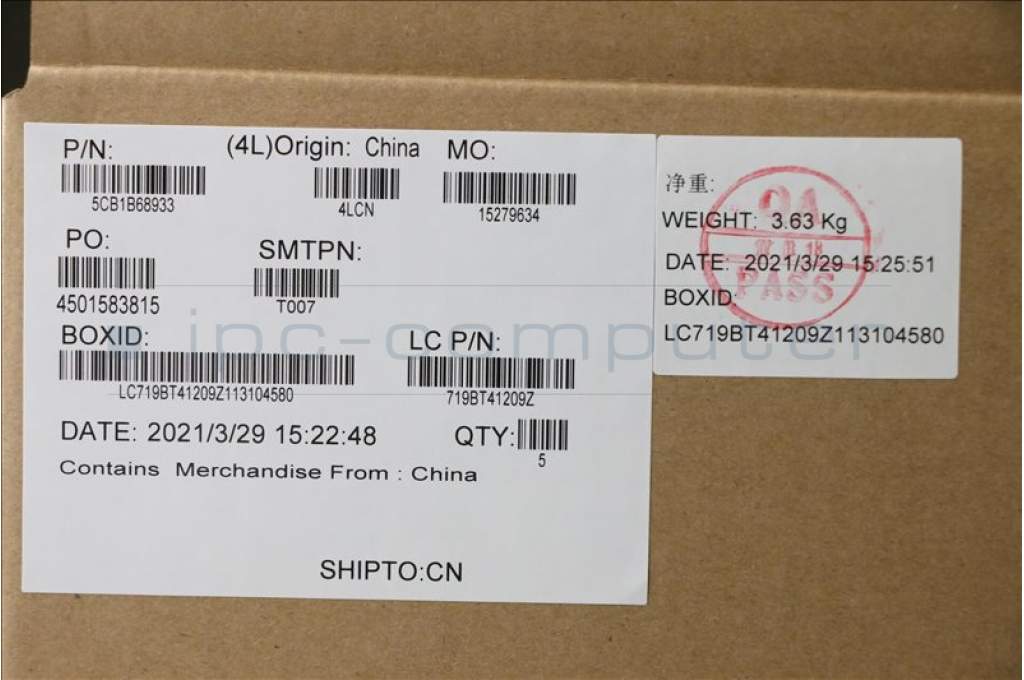 P/N: (4L)Origin: China MO:
5CB1B68933 4LCN 15279634
PO: SMTPN:
4501583815 T007
BOXID: LC P/N:
LC719BT41209Z113104580 719BT41209Z
DATE: 2021/3/29 15:22:48 QTY:
5
Contains Merchandise From : China
SHIPTO:CN
净重:
WEIGHT: 3.63 Kg
DATE: 2021/3/29 15:25:51
BOXID:
LC719BT41209Z113104580
QA
PASS
ipc-computer